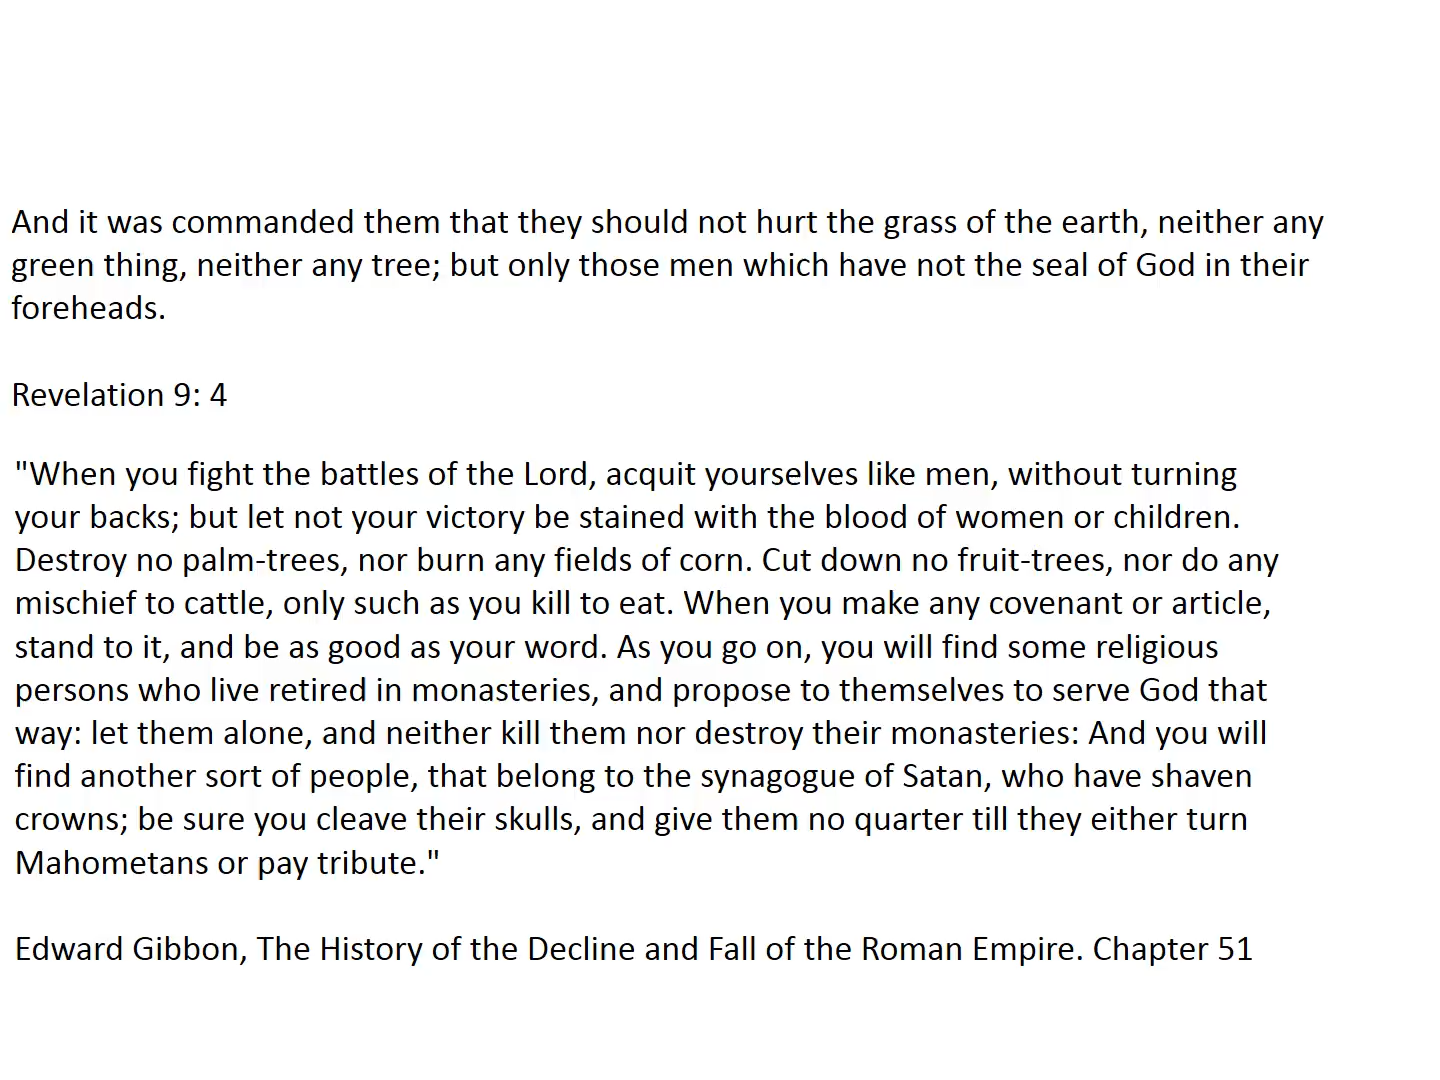 And it was commanded them that they should not hurt the grass of the earth, neither any
green thing, neither any tree; but only those men which have not the seal of God in their
foreheads.
Revelation 9: 4
"When you fight the battles of the Lord, acquit yourselves like men, without turning
your backs; but let not your victory be stained with the blood of women or children.
Destroy no palm-trees, nor burn any fields of corn. Cut down no fruit-trees, nor do any
mischief to cattle, only such as you kill to eat. When you make any covenant or article,
stand to it, and be as good as your word. As you go on, you will find some religious
persons who live retired in monasteries, and propose to themselves to serve God that
way: let them alone, and neither kill them nor destroy their monasteries: And you will
find another sort of people, that belong to the synagogue of Satan, who have shaven
crowns; be sure you cleave their skulls, and give them no quarter till they either turn
Mahometans or pay tribute."
Edward Gibbon, The History of the Decline and Fall of the Roman Empire. Chapter 51